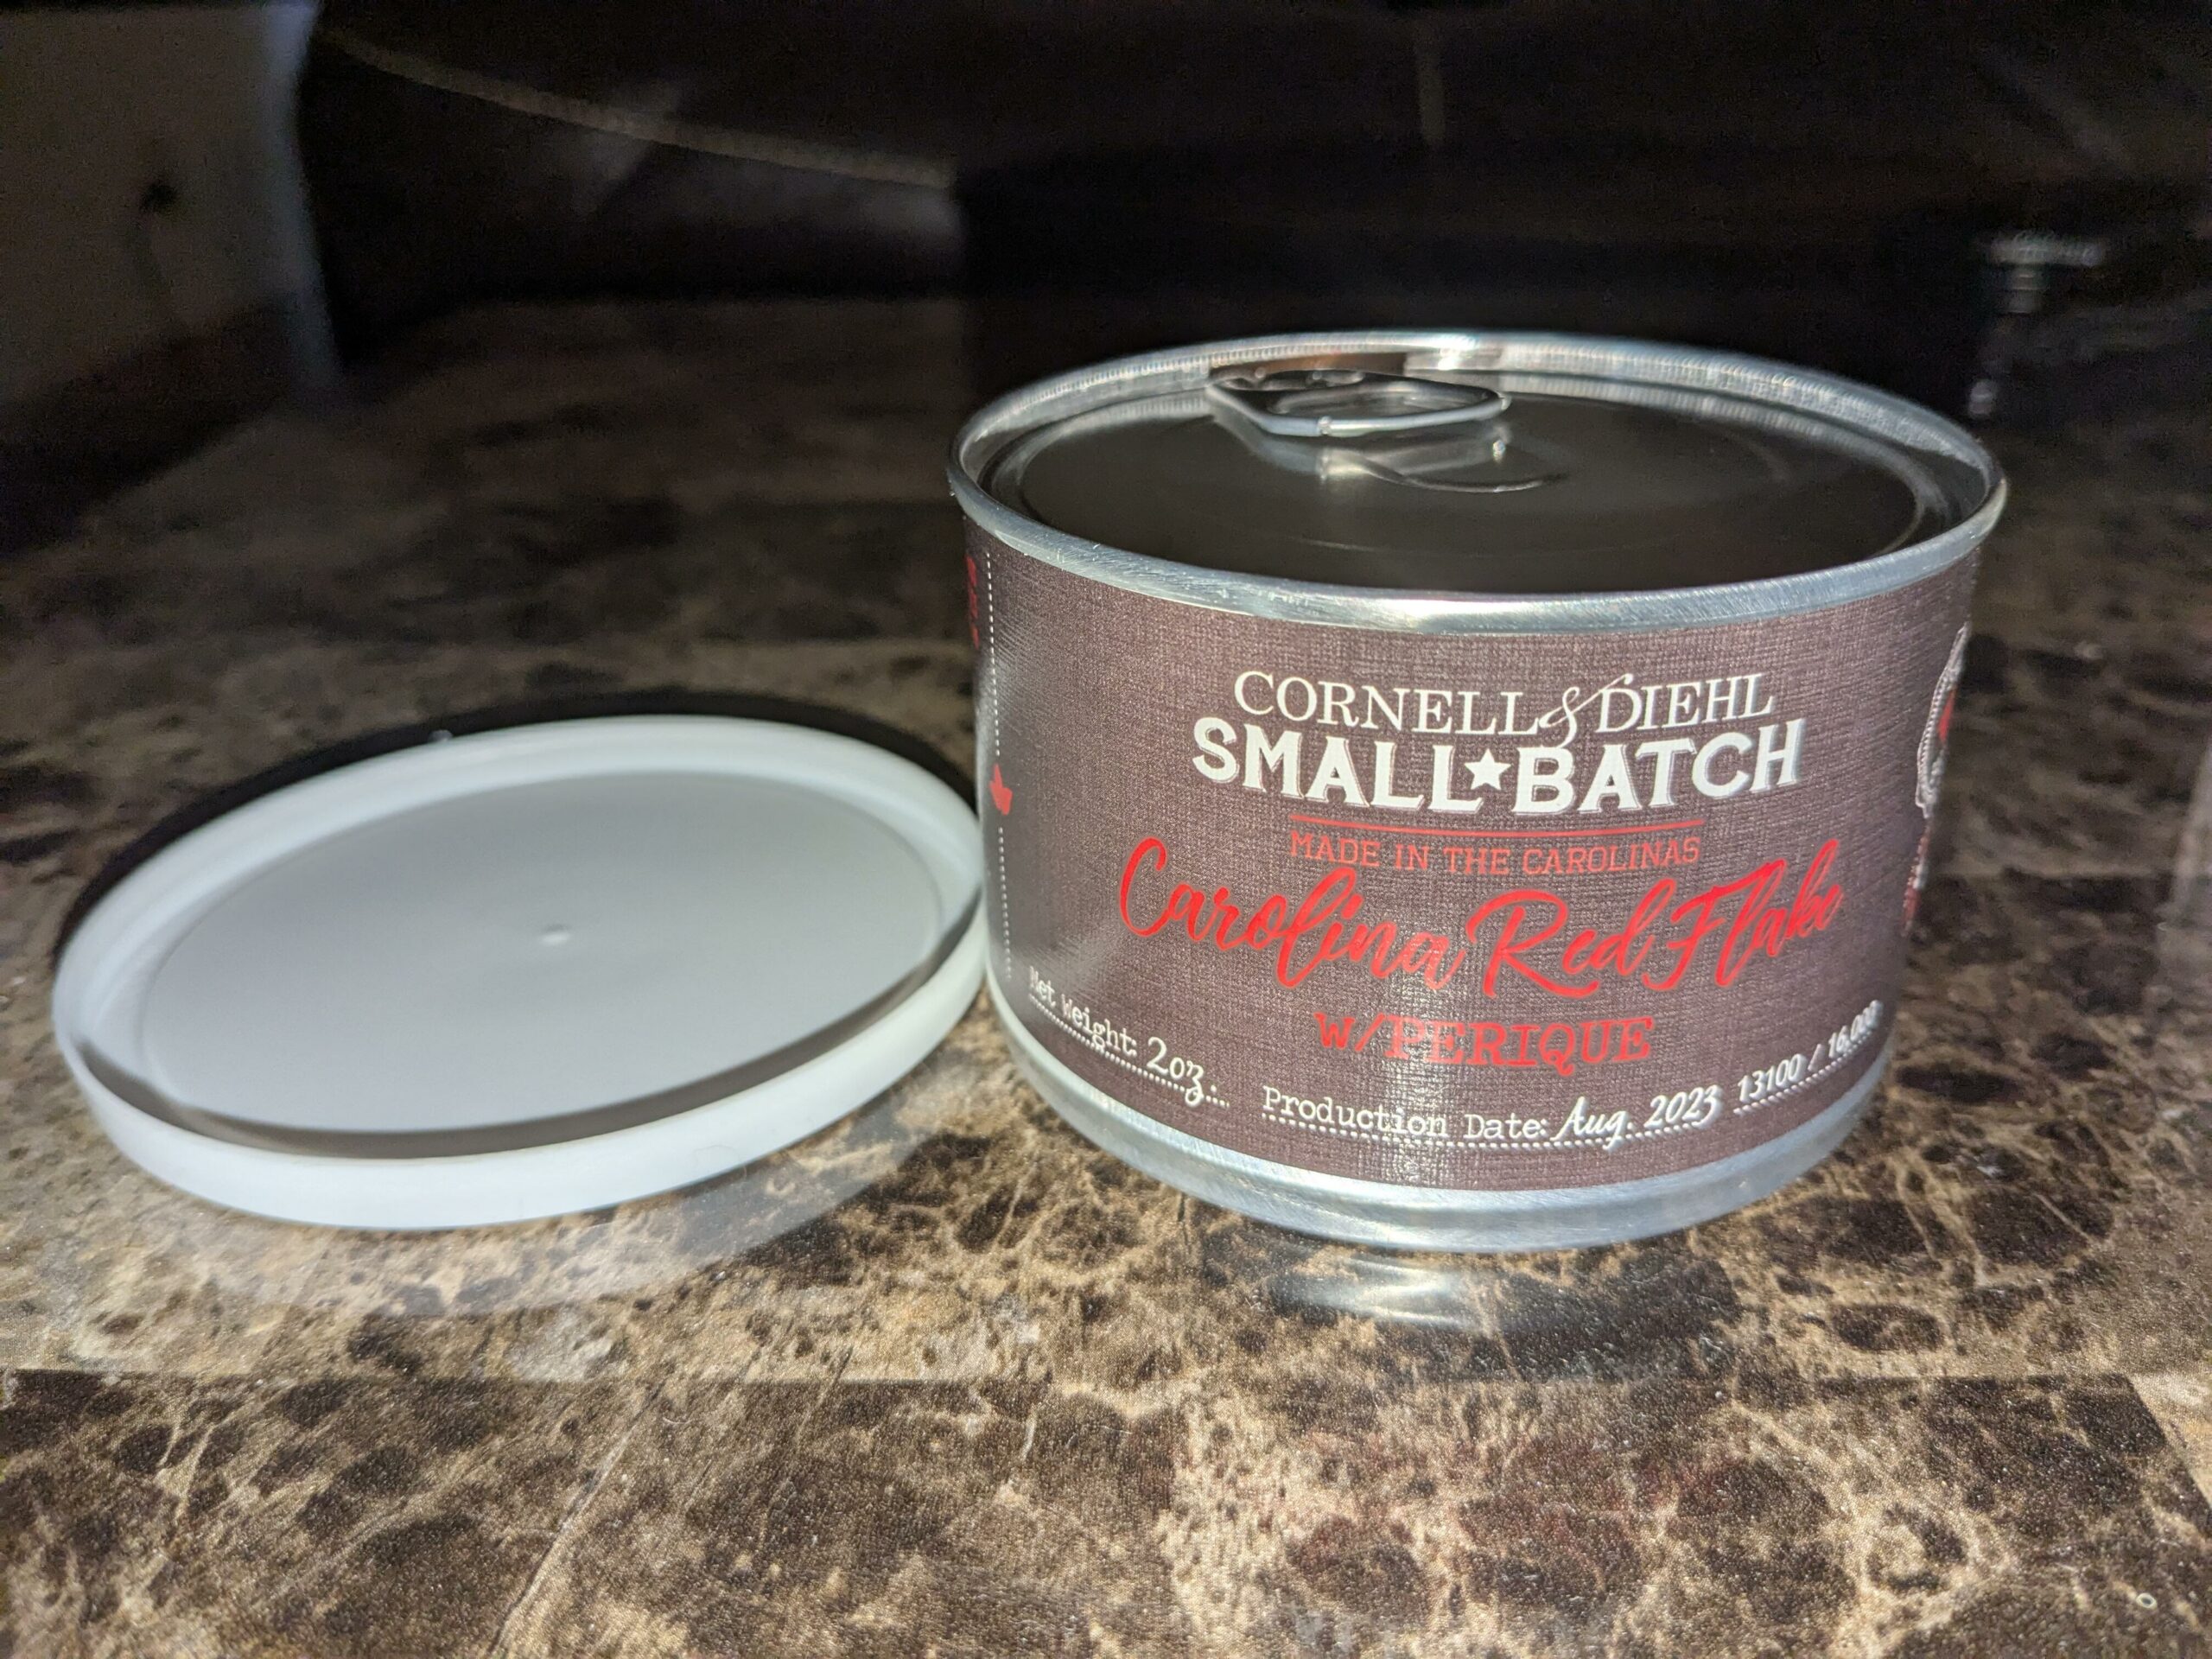 CORNELL & DIEHL
SMALL★BATCH
MADE IN THE CAROLINAS
Carolina Red Flake
W/PERIQUE
Net Weight: 2oz.
Production Date: Aug. 2023
13100 / 16,000